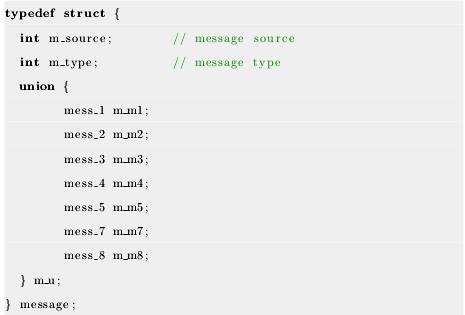 typedef struct {
int m_source; // message source
int m_type; // message type
union {
mess_1 m_m1;
mess_2 m_m2;
mess_3 m_m3;
mess_4 m_m4;
mess_5 m_m5;
mess_7 m_m7;
mess_8 m_m8;
} m_u;
} message;